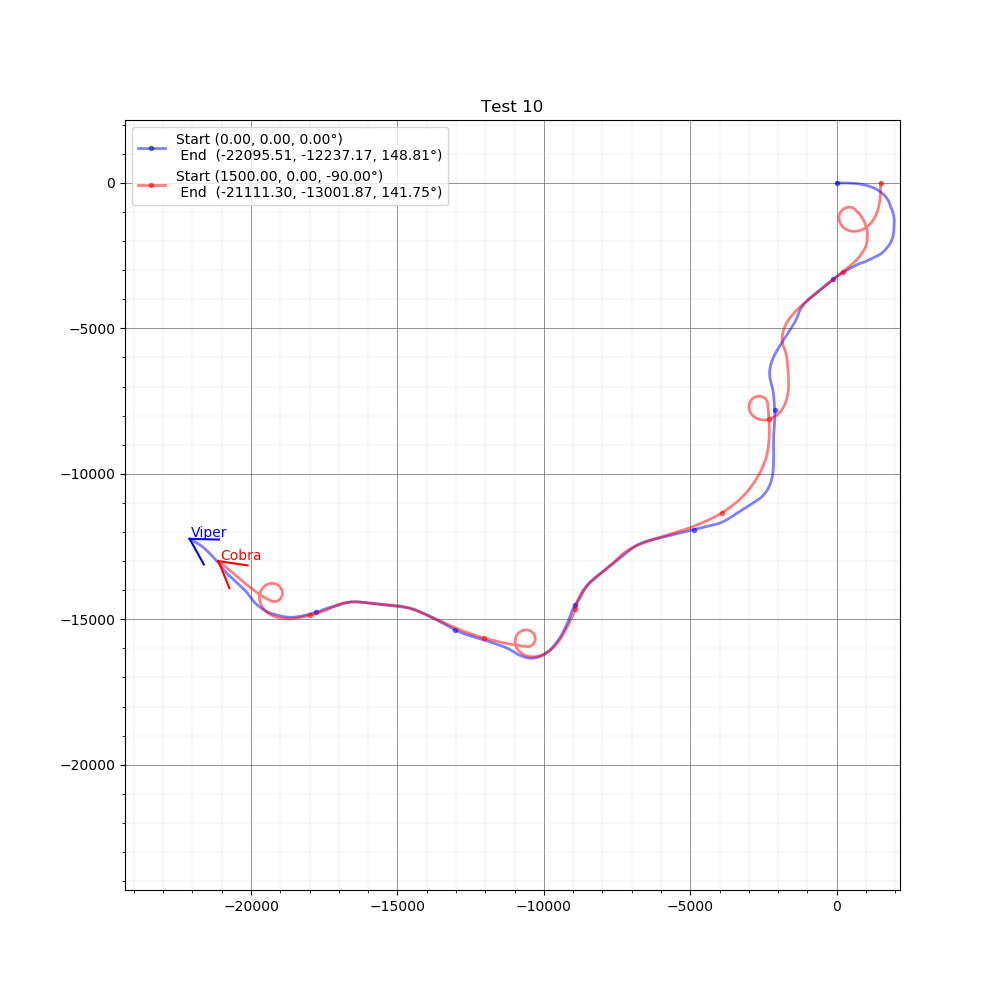 Test 10
Start (0.00, 0.00, 0.00°)
End (-22095.51, -12237.17, 148.81°)
Start (1500.00, 0.00, -90.00°)
End (-21111.30, -13001.87, 141.75°)
0
−5000
−10000
−15000
−20000
Viper
Cobra
−20000 −15000 −10000 −5000 0